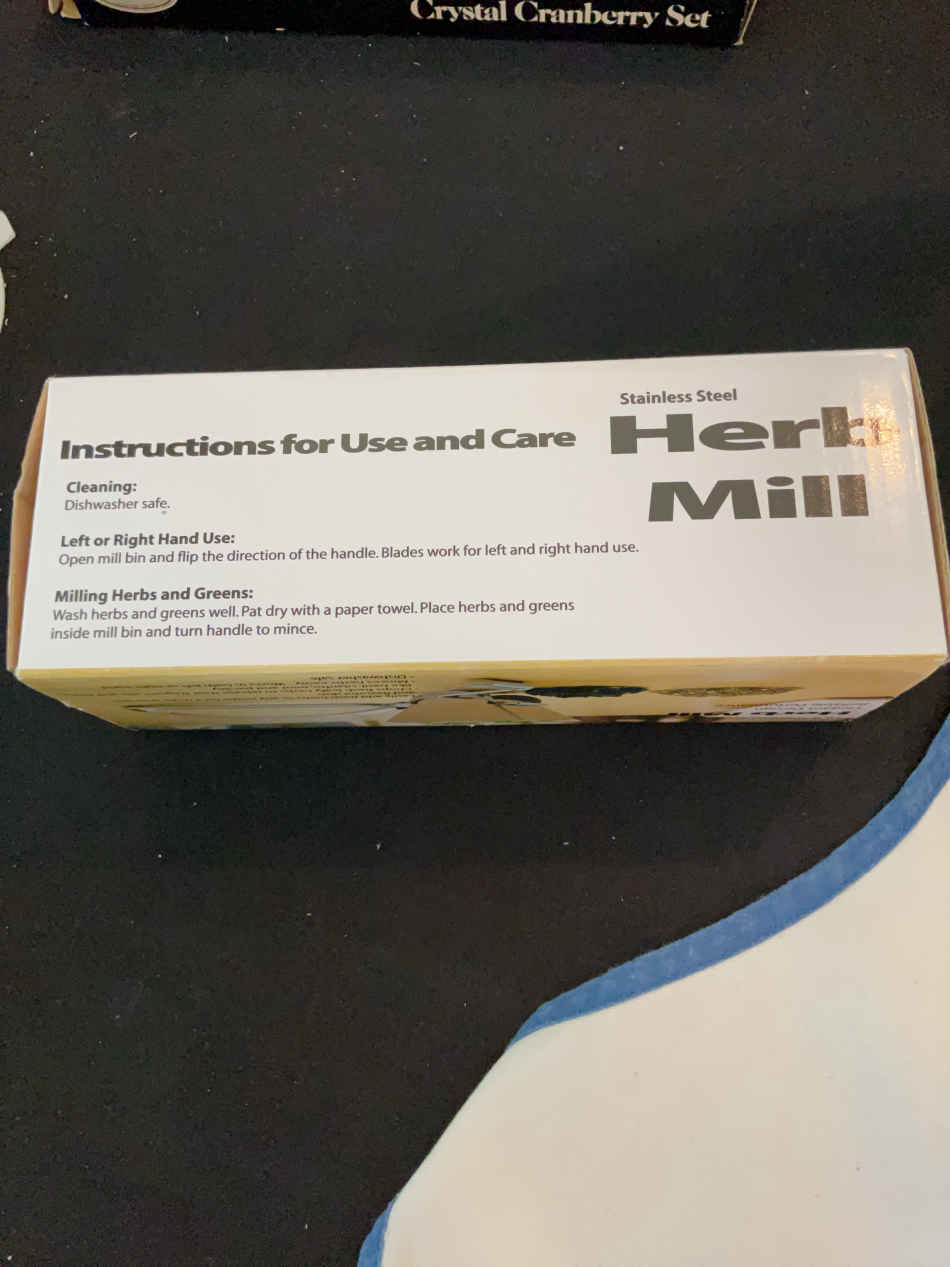 Crystal Cranberry Set
Stainless Steel
Herb
Mill
Instructions for Use and Care
Cleaning:
Dishwasher safe.
Left or Right Hand Use:
Open mill bin and flip the direction of the handle. Blades work for left and right hand use.
Milling Herbs and Greens:
Wash herbs and greens well. Pat dry with a paper towel. Place herbs and greens
inside mill bin and turn handle to mince.
• Dishwasher safe